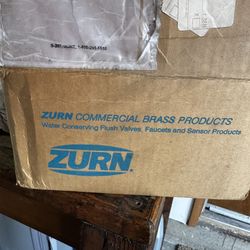 ZURN COMMERCIAL BRASS PRODUCTS
Water Conserving Flush Valves, Faucets and Sensor Products
ZURN